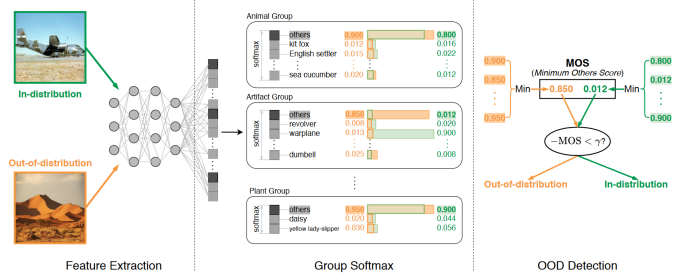 In-distribution
Out-of-distribution
Feature Extraction
Animal Group
softmax
others 0.900 0.800
kit fox 0.012 0.016
English settler 0.015 0.022
sea cucumber 0.020 0.012
Artifact Group
softmax
others 0.850 0.012
revolver 0.008 0.020
warplane 0.013 0.900
dumbell 0.025 0.008
Plant Group
softmax
others 0.950 0.900
daisy 0.020 0.044
yellow lady-slipper 0.030 0.056
Group Softmax
MOS
(Minimum Others Score)
0.900
0.850
0.950
Min
0.850 0.012
Min
0.800
0.012
0.900
−MOS < γ?
Out-of-distribution
In-distribution
OOD Detection